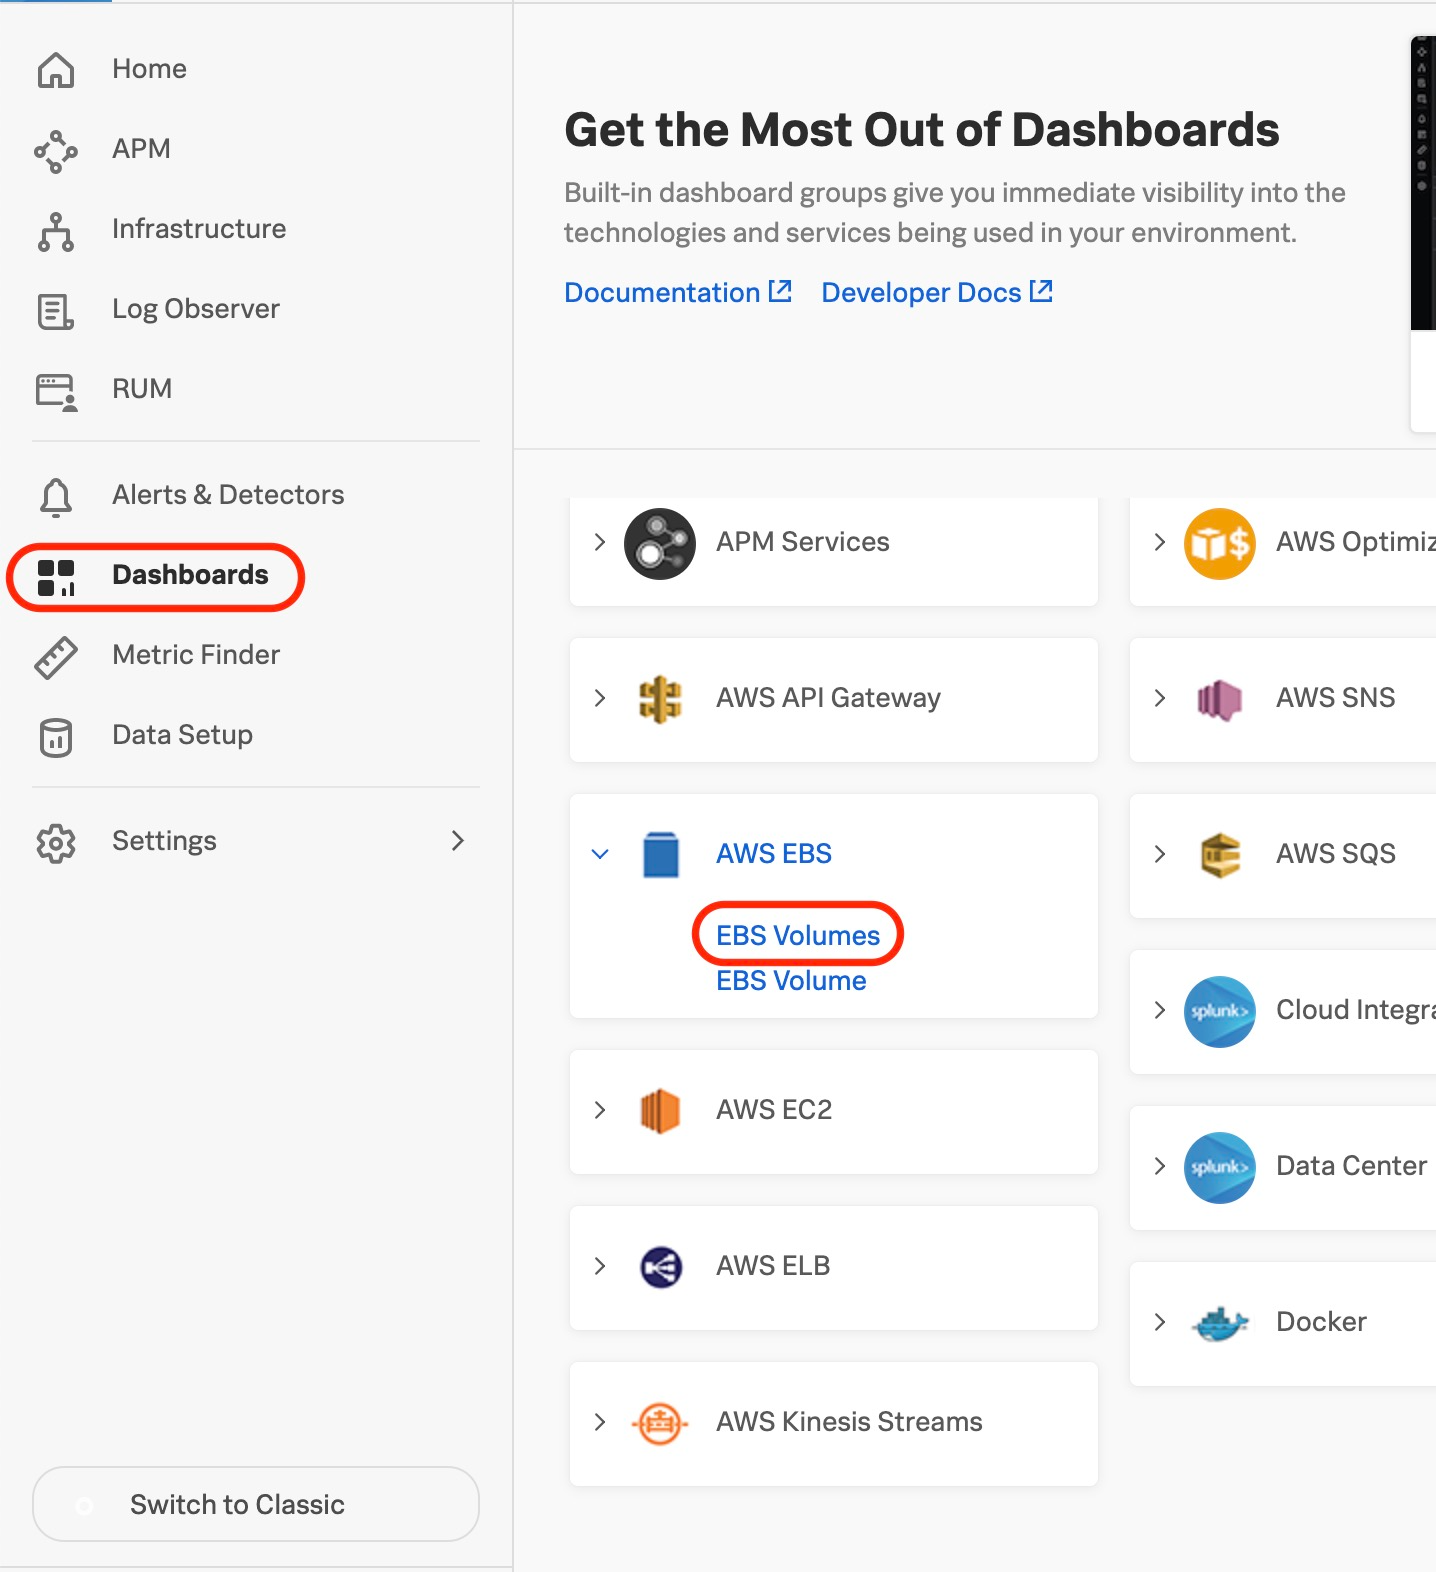 Home
APM
Infrastructure
Log Observer
RUM
Alerts & Detectors
Dashboards
Metric Finder
Data Setup
Settings
Switch to Classic
Get the Most Out of Dashboards
Built-in dashboard groups give you immediate visibility into the
technologies and services being used in your environment.
Documentation Developer Docs
APM Services
AWS API Gateway
AWS EBS
EBS Volumes
EBS Volume
AWS EC2
AWS ELB
AWS Kinesis Streams
AWS Optimiz
AWS SNS
AWS SQS
splunk> Cloud Integra
splunk> Data Center
Docker